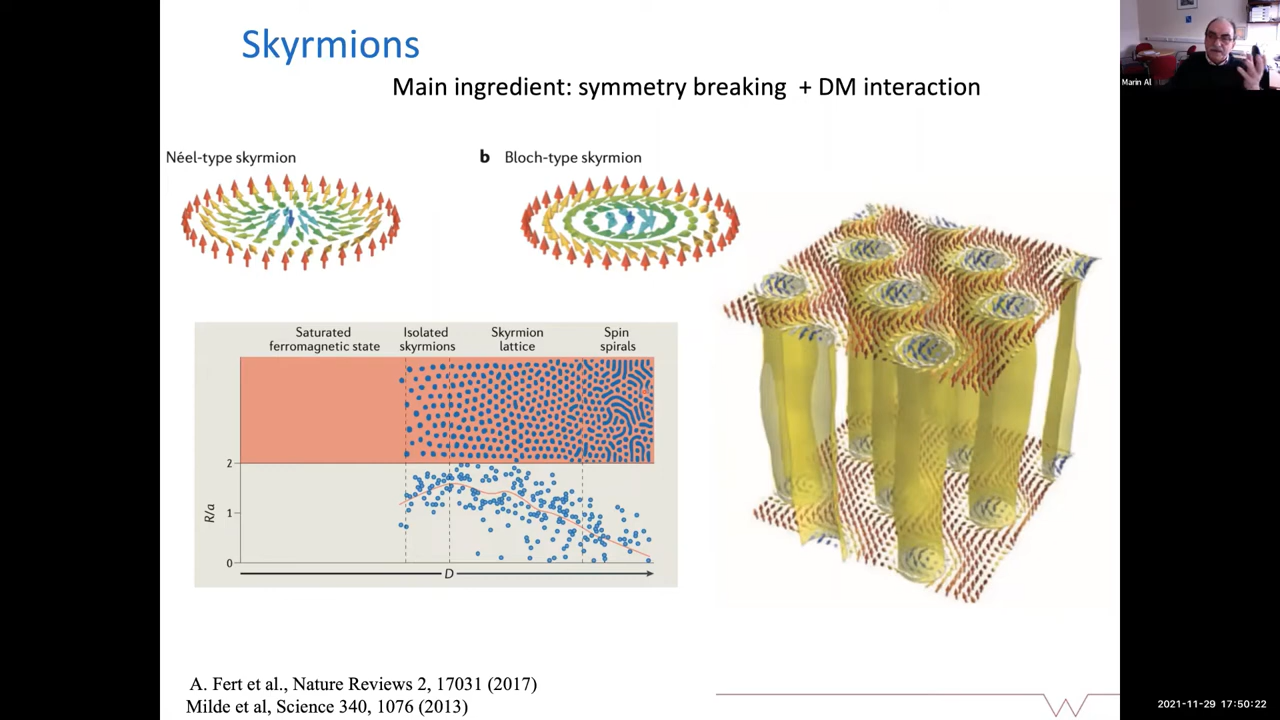 Skyrmions
Main ingredient: symmetry breaking + DM interaction
Néel-type skyrmion
b Bloch-type skyrmion
Saturated
ferromagnetic state
Isolated
skyrmions
Skyrmion
lattice
Spin
spirals
2
1
0
R/a
D
A. Fert et al., Nature Reviews 2, 17031 (2017)
Milde et al, Science 340, 1076 (2013)
Marin Al
2021-11-29 17:50:22